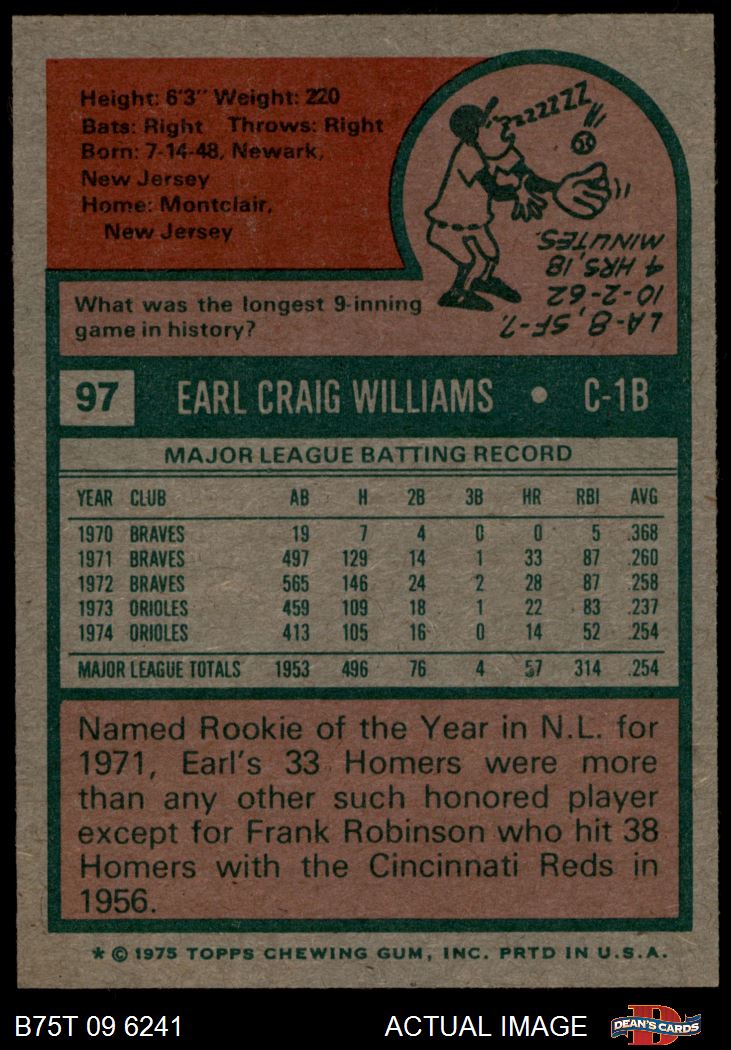 Height: 6'3" Weight: 220
Bats: Right Throws: Right
Born: 7-14-48, Newark,
New Jersey
Home: Montclair,
New Jersey
zzzzzzz
What was the longest 9-inning
game in history?
LA-8, SF-7.
10-2-62
4 HRS, 18
MINUTES.
97 EARL CRAIG WILLIAMS • C-1B
MAJOR LEAGUE BATTING RECORD
YEAR CLUB AB H 2B 3B HR RBI AVG
1970 BRAVES 19 7 4 0 0 5 .368
1971 BRAVES 497 129 14 1 33 87 .260
1972 BRAVES 565 146 24 2 28 87 .258
1973 ORIOLES 459 109 18 1 22 83 .237
1974 ORIOLES 413 105 16 0 14 52 .254
MAJOR LEAGUE TOTALS 1953 496 76 4 57 314 .254
Named Rookie of the Year in N.L. for
1971, Earl's 33 Homers were more
than any other such honored player
except for Frank Robinson who hit 38
Homers with the Cincinnati Reds in
1956.
* © 1975 TOPPS CHEWING GUM, INC. PRTD IN U.S.A.
B75T 09 6241 ACTUAL IMAGE DEAN'S CARDS